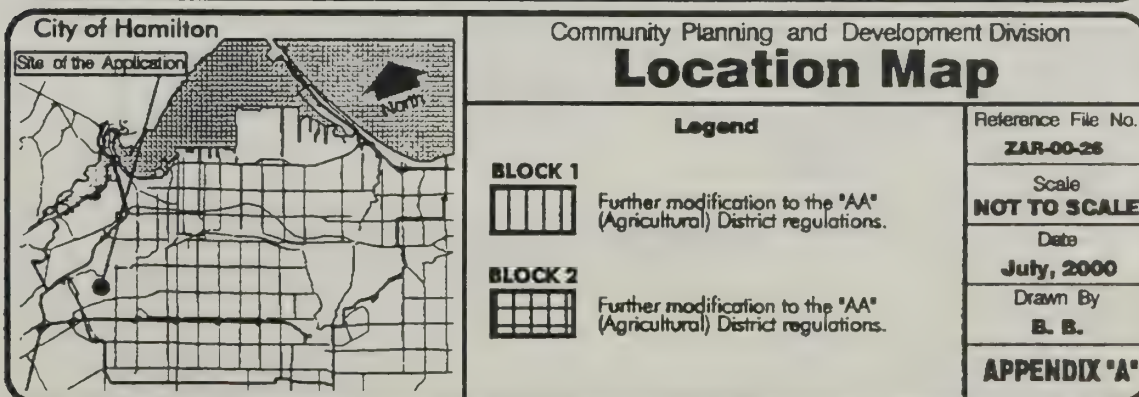 City of Hamilton
Site of the Application
North
Community Planning and Development Division
Location Map
Legend
BLOCK 1
Further modification to the "AA"
(Agricultural) District regulations.
BLOCK 2
Further modification to the "AA"
(Agricultural) District regulations.
Reference File No.
ZAR-00-26
Scale
NOT TO SCALE
Date
July, 2000
Drawn By
B. B.
APPENDIX "A"